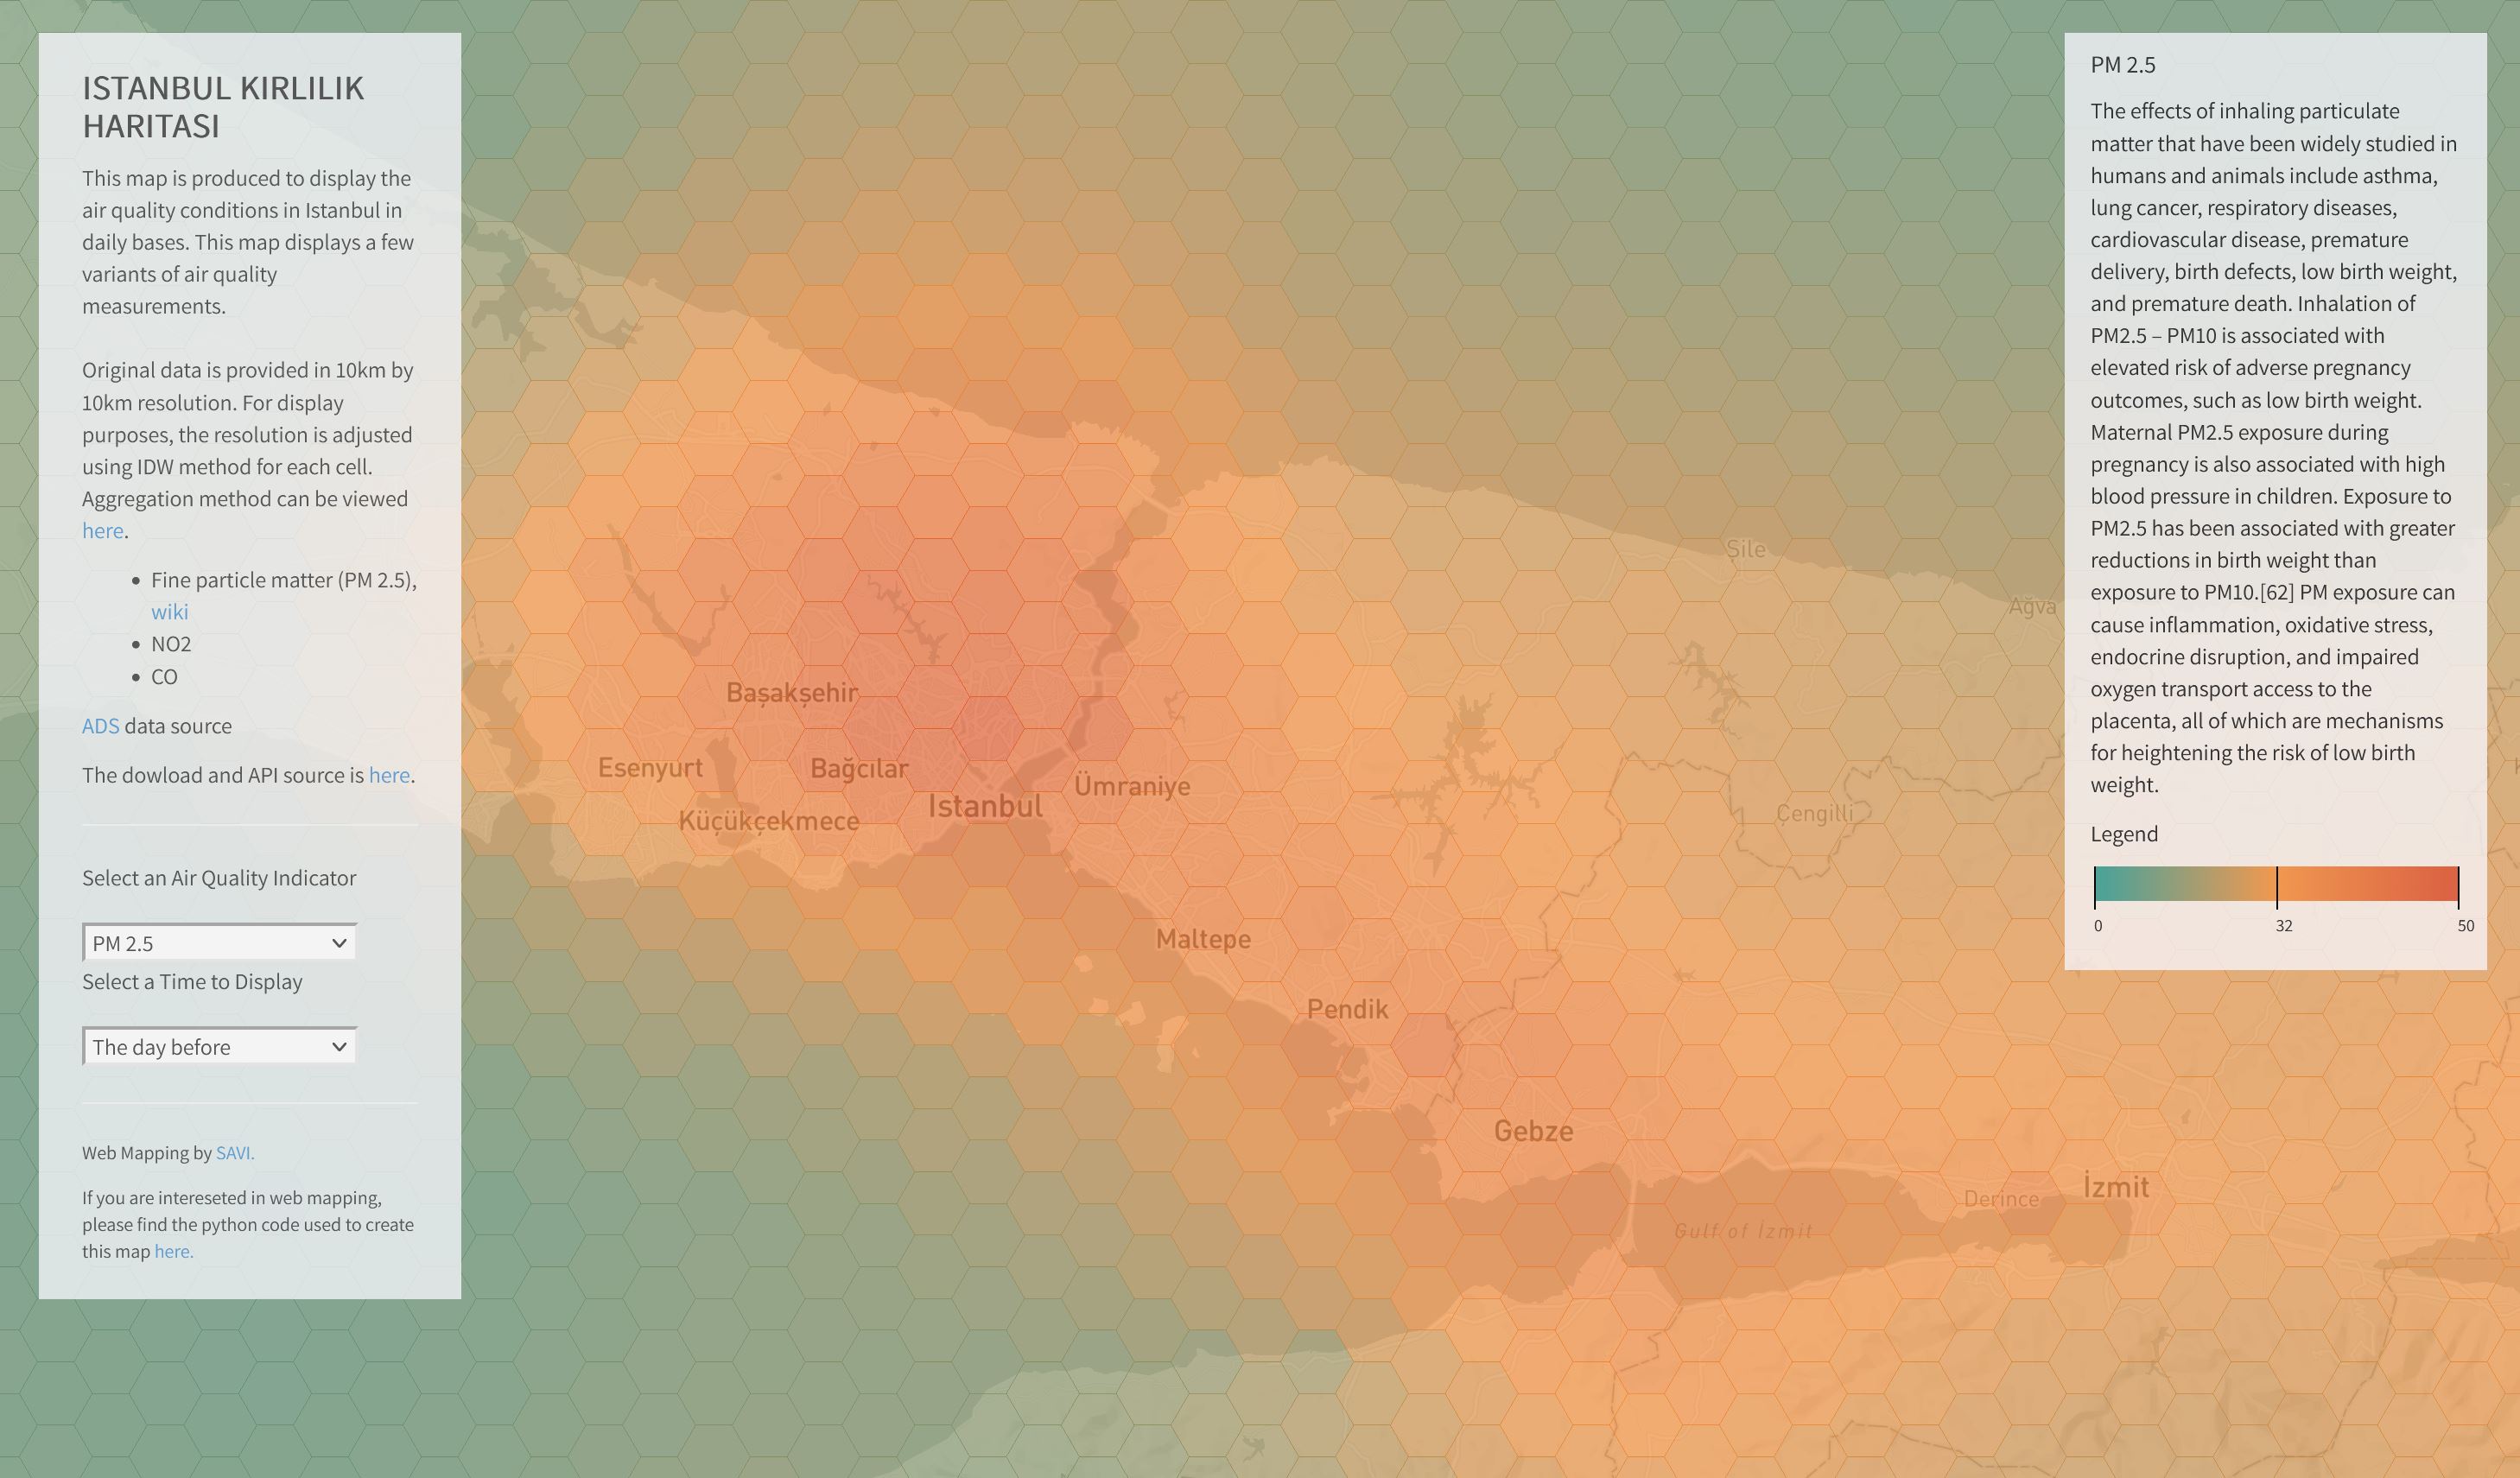 ISTANBUL KIRLILIK
HARITASI
This map is produced to display the
air quality conditions in Istanbul in
daily bases. This map displays a few
variants of air quality
measurements.
Original data is provided in 10km by
10km resolution. For display
purposes, the resolution is adjusted
using IDW method for each cell.
Aggregation method can be viewed
here.
• Fine particle matter (PM 2.5),
wiki
• NO2
• CO
ADS data source
The dowload and API source is here.
Select an Air Quality Indicator
PM 2.5
Select a Time to Display
The day before
Web Mapping by SAVI.
If you are intereseted in web mapping,
please find the python code used to create
this map here.
Şile
Ağva
Başakşehir
Esenyurt
Bağcılar
Ümraniye
Istanbul
Küçükçekmece
Çengilli
Maltepe
Pendik
Gebze
İzmit
Derince
Gulf of İzmit
PM 2.5
The effects of inhaling particulate
matter that have been widely studied in
humans and animals include asthma,
lung cancer, respiratory diseases,
cardiovascular disease, premature
delivery, birth defects, low birth weight,
and premature death. Inhalation of
PM2.5 – PM10 is associated with
elevated risk of adverse pregnancy
outcomes, such as low birth weight.
Maternal PM2.5 exposure during
pregnancy is also associated with high
blood pressure in children. Exposure to
PM2.5 has been associated with greater
reductions in birth weight than
exposure to PM10.[62] PM exposure can
cause inflammation, oxidative stress,
endocrine disruption, and impaired
oxygen transport access to the
placenta, all of which are mechanisms
for heightening the risk of low birth
weight.
Legend
0 32 50